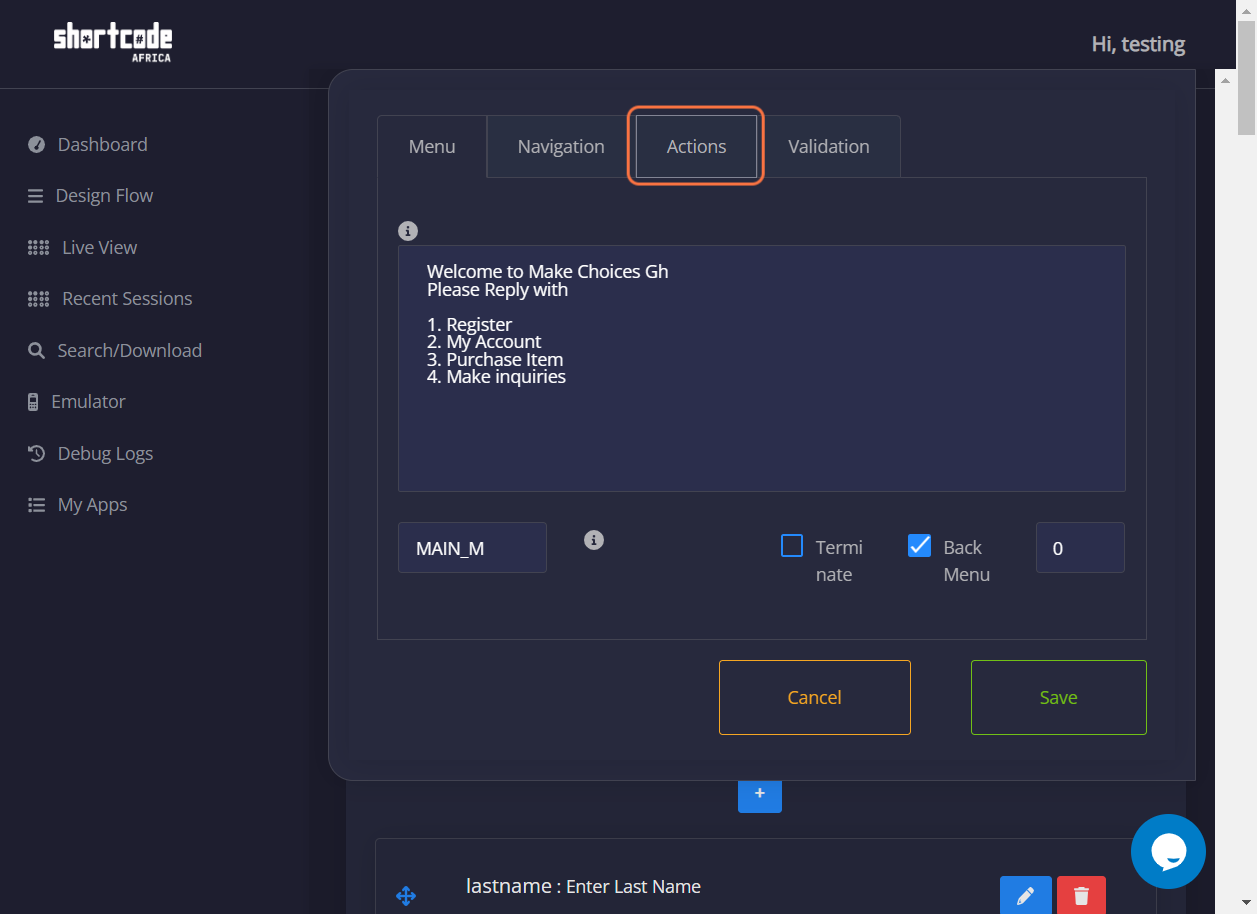 shortcode
AFRICA
Hi, testing
Dashboard
Design Flow
Live View
Recent Sessions
Search/Download
Emulator
Debug Logs
My Apps
Menu
Navigation
Actions
Validation
Welcome to Make Choices Gh
Please Reply with
1. Register
2. My Account
3. Purchase Item
4. Make inquiries
MAIN_M
Termi
nate
Back
Menu
0
Cancel
Save
+
lastname : Enter Last Name